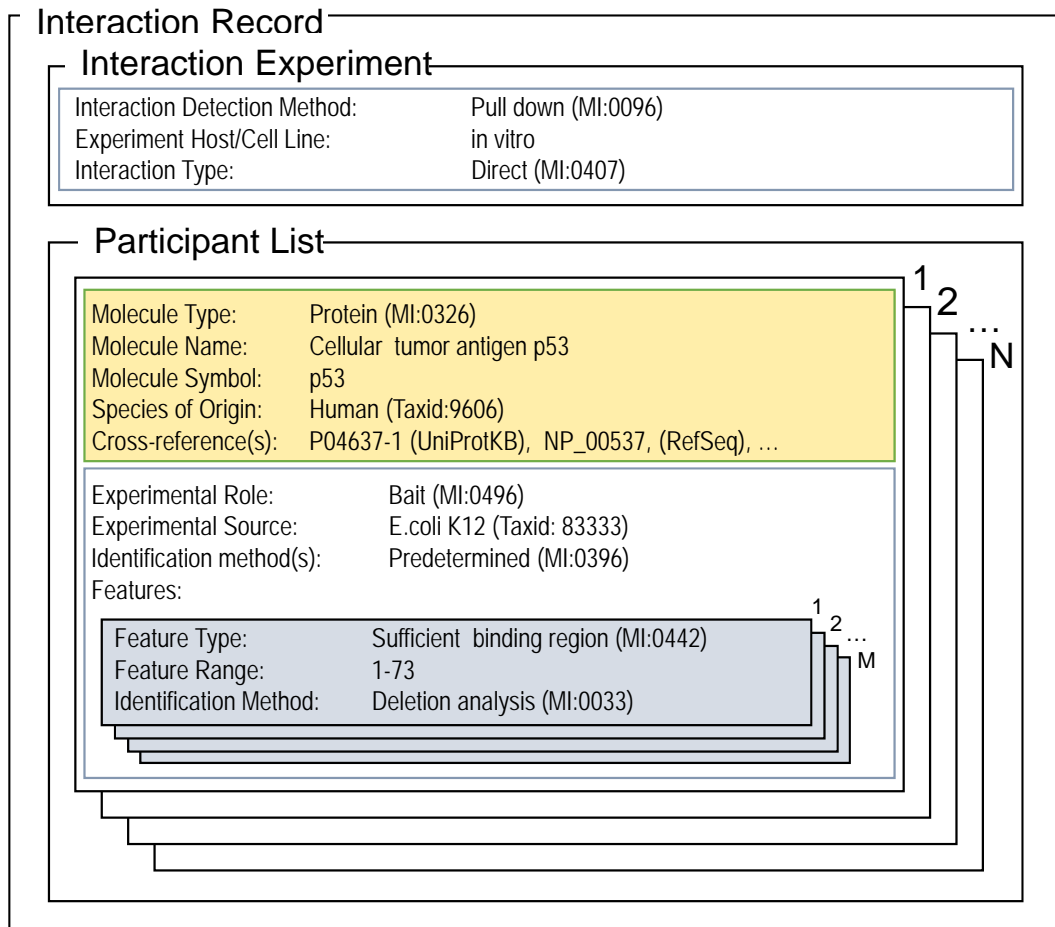 Interaction Record
Interaction Experiment
Interaction Detection Method: Pull down (MI:0096)
Experiment Host/Cell Line: in vitro
Interaction Type: Direct (MI:0407)
Participant List
1
2
...
N
Molecule Type: Protein (MI:0326)
Molecule Name: Cellular tumor antigen p53
Molecule Symbol: p53
Species of Origin: Human (Taxid:9606)
Cross-reference(s): P04637-1 (UniProtKB), NP_00537, (RefSeq), ...
Experimental Role: Bait (MI:0496)
Experimental Source: E.coli K12 (Taxid: 83333)
Identification method(s): Predetermined (MI:0396)
Features:
1
2
...
M
Feature Type: Sufficient binding region (MI:0442)
Feature Range: 1-73
Identification Method: Deletion analysis (MI:0033)